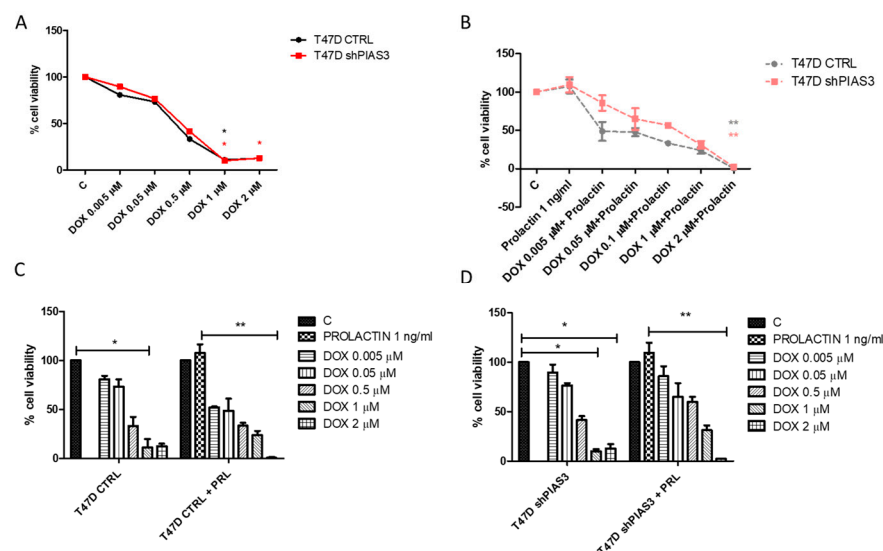 A
T47D CTRL
T47D shPIAS3
% cell viability
150
100
50
0
C
DOX 0.005 µM
DOX 0.05 µM
DOX 0.5 µM
DOX 1 µM
DOX 2 µM
*
*
*
B
T47D CTRL
T47D shPIAS3
% cell viability
150
100
50
0
-50
C
Prolactin 1 ng/ml
DOX 0.005 µM+ Prolactin
DOX 0.05 µM+Prolactin
DOX 0.1 µM+Prolactin
DOX 1 µM+Prolactin
DOX 2 µM+Prolactin
**
**
C
% cell viability
150
100
50
0
*
**
T47D CTRL
T47D CTRL + PRL
C
PROLACTIN 1 ng/ml
DOX 0.005 µM
DOX 0.05 µM
DOX 0.5 µM
DOX 1 µM
DOX 2 µM
D
% cell viability
150
100
50
0
*
*
**
T47D shPIAS3
T47D shPIAS3 + PRL
C
PROLACTIN 1 ng/ml
DOX 0.005 µM
DOX 0.05 µM
DOX 0.5 µM
DOX 1 µM
DOX 2 µM